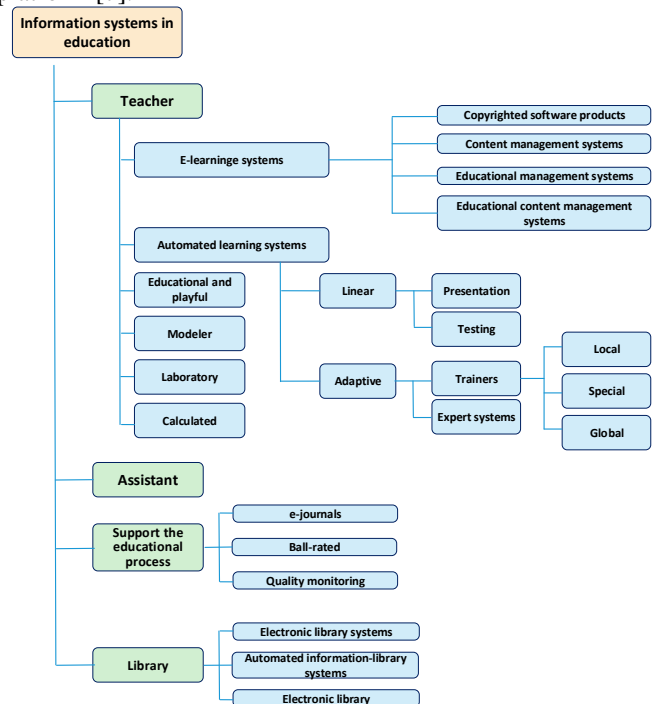 Information systems in
education
Teacher
E-learninge systems
Copyrighted software products
Content management systems
Educational management systems
Educational content management
systems
Automated learning systems
Educational and
playful
Modeler
Laboratory
Calculated
Linear
Presentation
Testing
Adaptive
Trainers
Expert systems
Local
Special
Global
Assistant
Support the
educational
process
e-journals
Ball-rated
Quality monitoring
Library
Electronic library systems
Automated information-library
systems
Electronic library